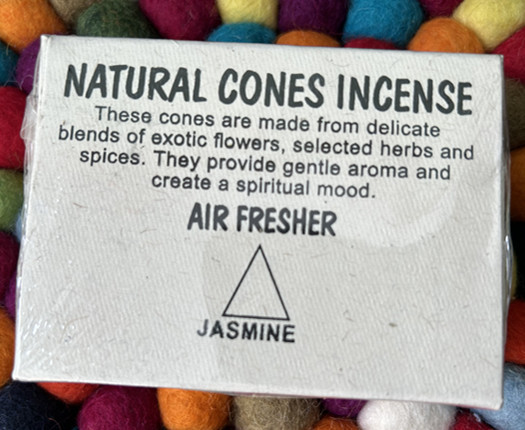 NATURAL CONES INCENSE
These cones are made from delicate
blends of exotic flowers, selected herbs and
spices. They provide gentle aroma and
create a spiritual mood.
AIR FRESHER
JASMINE